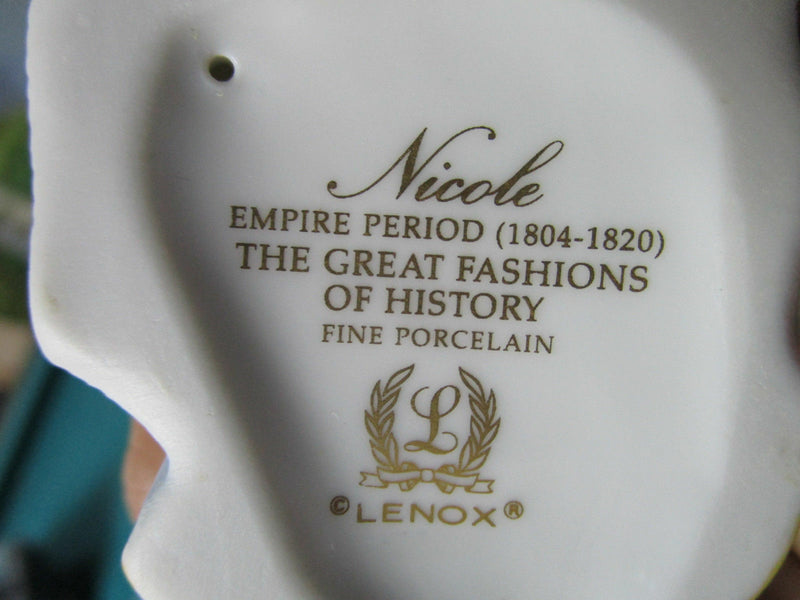 Nicole
EMPIRE PERIOD (1804-1820)
THE GREAT FASHIONS
OF HISTORY
FINE PORCELAIN
L
©LENOX®